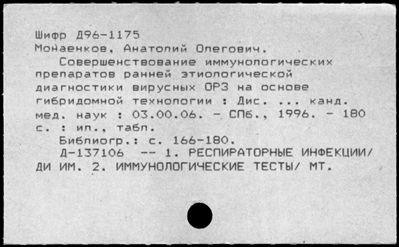 Шифр Д96-1175
Монаенков, Анатолий Олегович.
Совершенствование иммунологических
препаратов ранней этиологической
диагностики вирусных ОРЗ на основе
гибридомной технологии : Дис. ... канд.
мед. наук : 03.00.06. - СПб., 1996. - 180
с. : ил., табл.
Библиогр.: с. 166-180.
Д-137106 -- 1. РЕСПИРАТОРНЫЕ ИНФЕКЦИИ/
ДИ ИМ. 2. ИММУНОЛОГИЧЕСКИЕ ТЕСТЫ/ МТ.